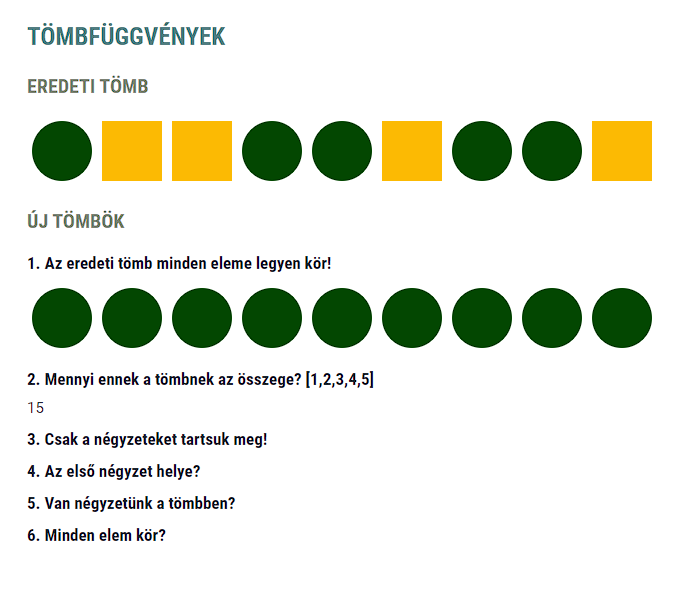 TÖMBFÜGGVÉNYEK
EREDETI TÖMB
ÚJ TÖMBÖK
1. Az eredeti tömb minden eleme legyen kör!
2. Mennyi ennek a tömbnek az összege? [1,2,3,4,5]
15
3. Csak a négyzeteket tartsuk meg!
4. Az első négyzet helye?
5. Van négyzetünk a tömbben?
6. Minden elem kör?